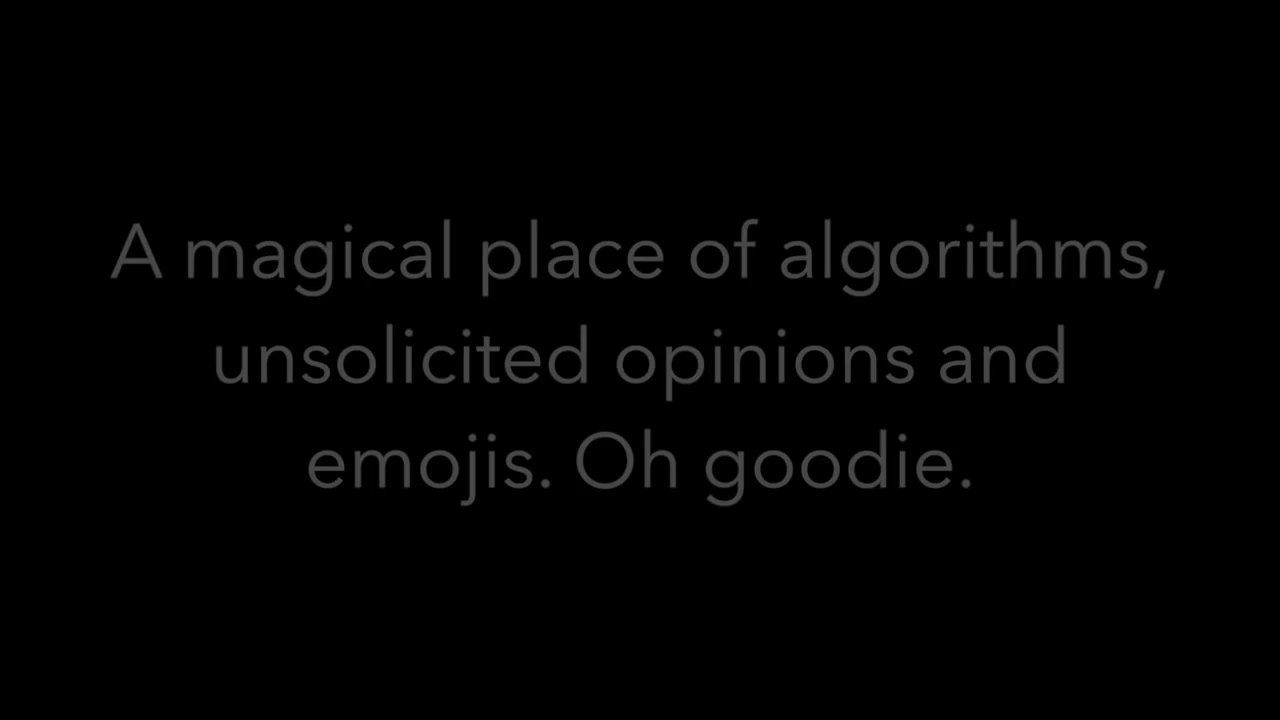 A magical place of algorithms,
unsolicited opinions and
emojis. Oh goodie.